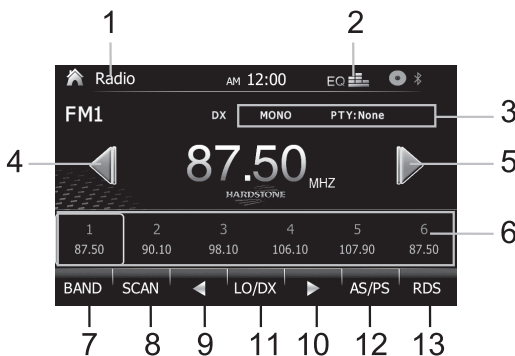 1 2
Radio AM 12:00 EQ
FM1 DX MONO PTY:None 3
4 87.50 MHZ 5
HARDSTONE
1 2 3 4 5 6 6
87.50 90.10 98.10 106.10 107.90 87.50
BAND SCAN LO/DX AS/PS RDS
7 8 9 11 10 12 13